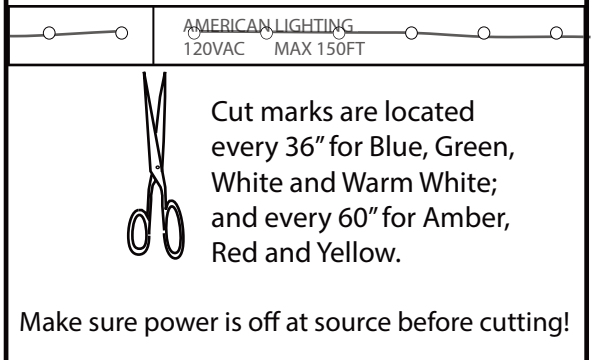 AMERICAN LIGHTING
120VAC MAX 150FT
Cut marks are located
every 36” for Blue, Green,
White and Warm White;
and every 60” for Amber,
Red and Yellow.
Make sure power is off at source before cutting!